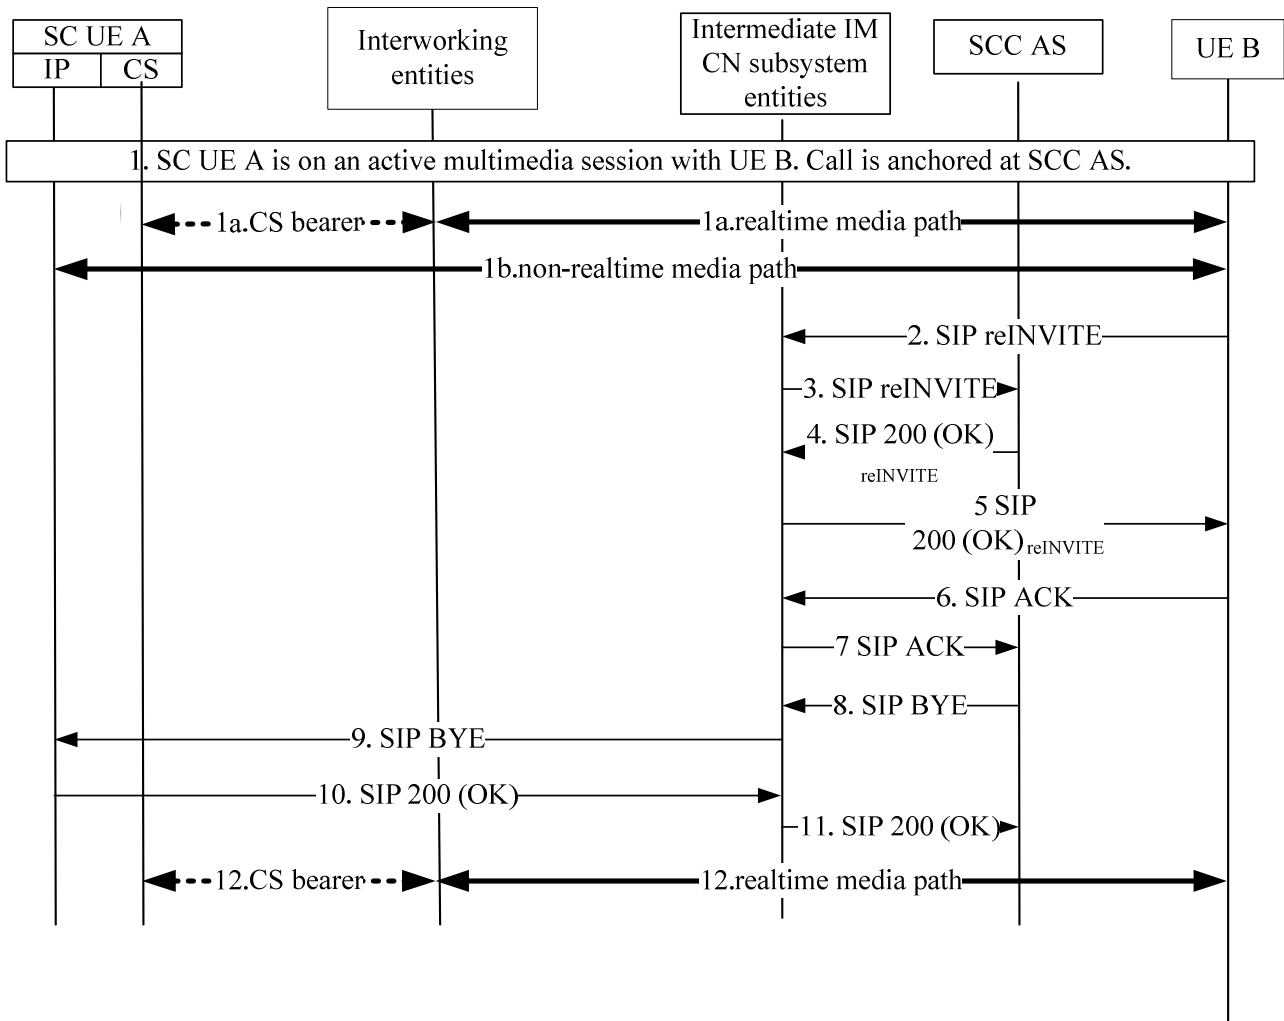 SC UE A
IP
CS
Interworking
entities
Intermediate IM
CN subsystem
entities
SCC AS
UE B
1. SC UE A is on an active multimedia session with UE B. Call is anchored at SCC AS.
1a.CS bearer
1a.realtime media path
1b.non-realtime media path
2. SIP reINVITE
3. SIP reINVITE
4. SIP 200 (OK)
reINVITE
5 SIP
200 (OK) reINVITE
6. SIP ACK
7 SIP ACK
8. SIP BYE
9. SIP BYE
10. SIP 200 (OK)
11. SIP 200 (OK)
12.CS bearer
12.realtime media path